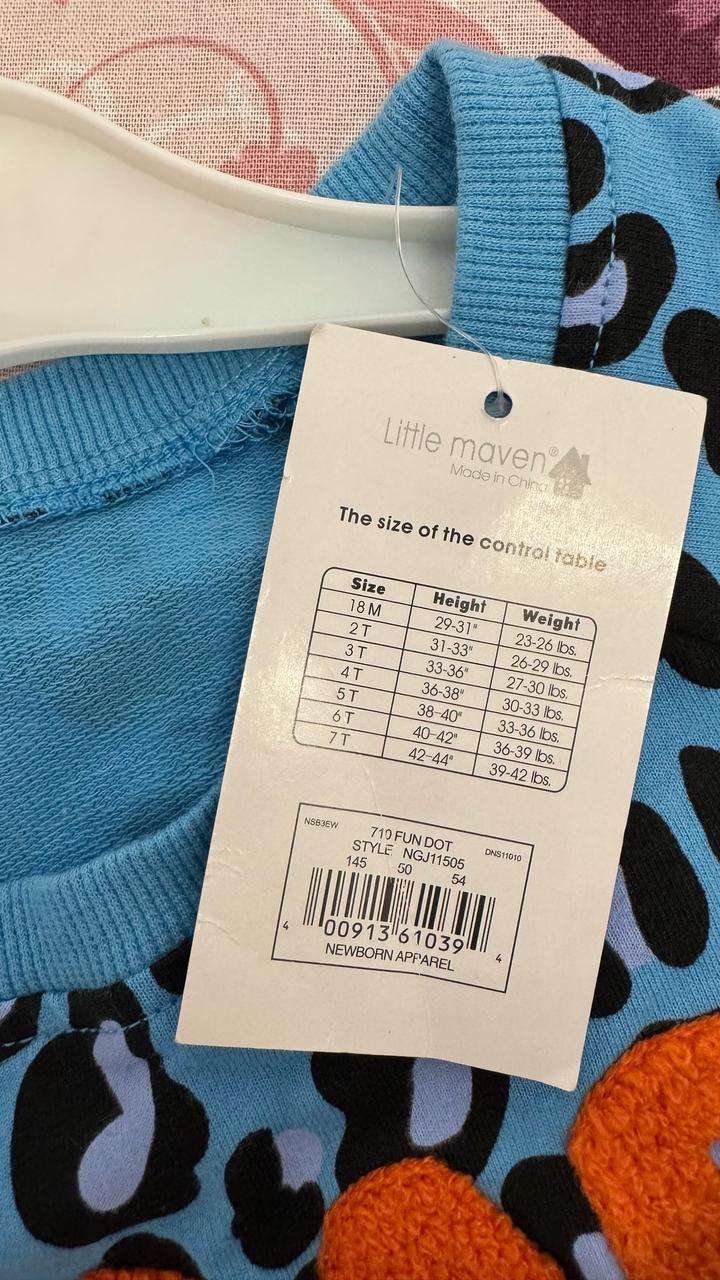 Little maven®
Made in China
The size of the control table
Size Height Weight
18 M 29-31" 23-26 lbs.
2 T 31-33" 26-29 lbs.
3 T 33-36" 27-30 lbs.
4 T 36-38" 30-33 lbs.
5 T 38-40" 33-36 lbs.
6 T 40-42" 36-39 lbs.
7 T 42-44" 39-42 lbs.
NSB3EW 710 FUN DOT DNS11010
STYLE NGJ11505
145 50 54
4 00913 61039 4
NEWBORN APPAREL